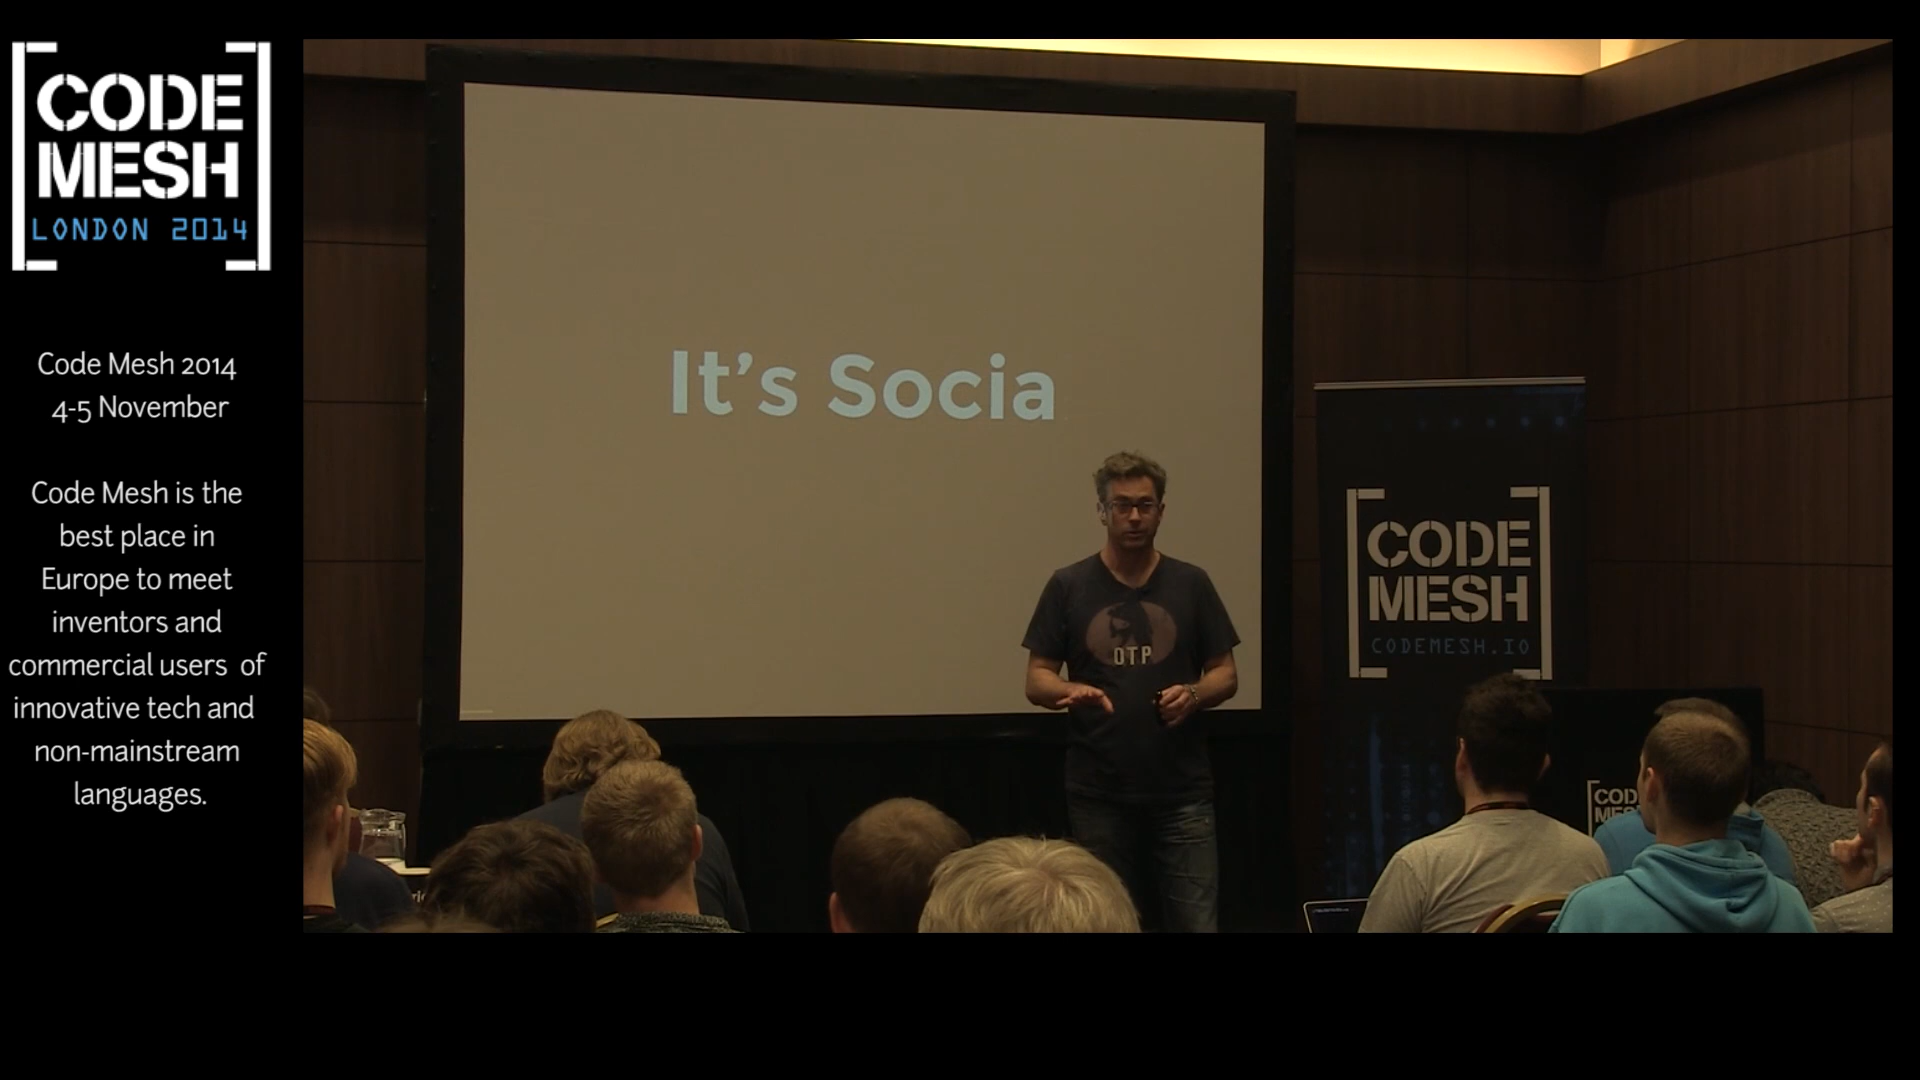 CODE
MESH
LONDON 2014
Code Mesh 2014
4-5 November
Code Mesh is the
best place in
Europe to meet
inventors and
commercial users of
innovative tech and
non-mainstream
languages.
It's Socia
OTP
CODE
MESH
CODEMESH.IO